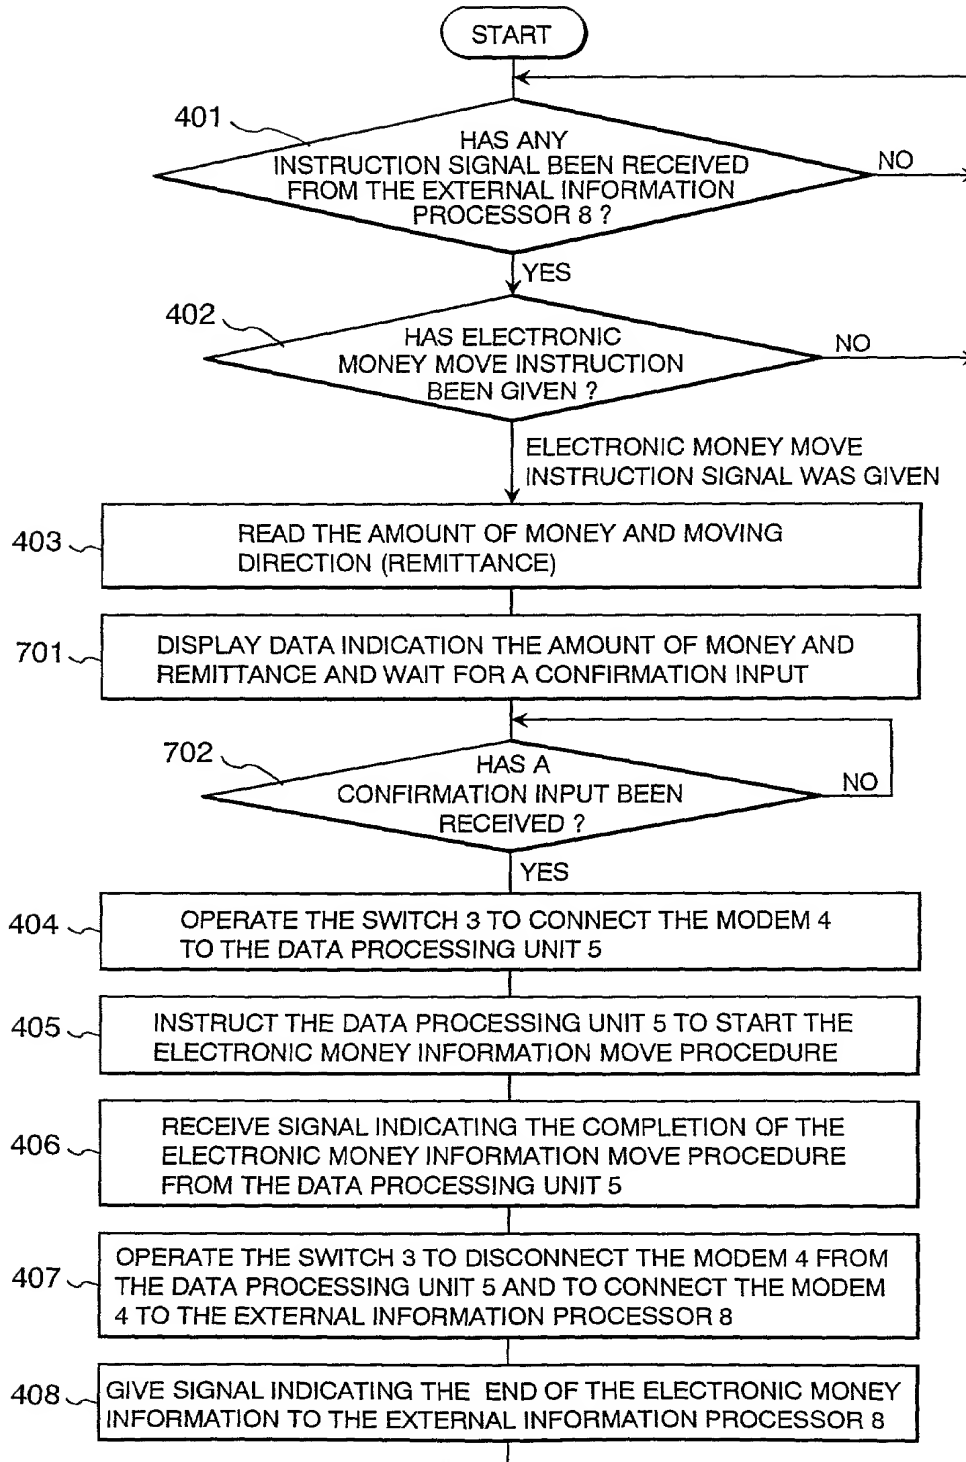 START
401
HAS ANY
INSTRUCTION SIGNAL BEEN RECEIVED
FROM THE EXTERNAL INFORMATION
PROCESSOR 8 ?
NO
YES
402
HAS ELECTRONIC
MONEY MOVE INSTRUCTION
BEEN GIVEN ?
NO
ELECTRONIC MONEY MOVE
INSTRUCTION SIGNAL WAS GIVEN
403
READ THE AMOUNT OF MONEY AND MOVING
DIRECTION (REMITTANCE)
701
DISPLAY DATA INDICATION THE AMOUNT OF MONEY AND
REMITTANCE AND WAIT FOR A CONFIRMATION INPUT
702
HAS A
CONFIRMATION INPUT BEEN
RECEIVED ?
NO
YES
404
OPERATE THE SWITCH 3 TO CONNECT THE MODEM 4
TO THE DATA PROCESSING UNIT 5
405
INSTRUCT THE DATA PROCESSING UNIT 5 TO START THE
ELECTRONIC MONEY INFORMATION MOVE PROCEDURE
406
RECEIVE SIGNAL INDICATING THE COMPLETION OF THE
ELECTRONIC MONEY INFORMATION MOVE PROCEDURE
FROM THE DATA PROCESSING UNIT 5
407
OPERATE THE SWITCH 3 TO DISCONNECT THE MODEM 4 FROM
THE DATA PROCESSING UNIT 5 AND TO CONNECT THE MODEM
4 TO THE EXTERNAL INFORMATION PROCESSOR 8
408
GIVE SIGNAL INDICATING THE END OF THE ELECTRONIC MONEY
INFORMATION TO THE EXTERNAL INFORMATION PROCESSOR 8